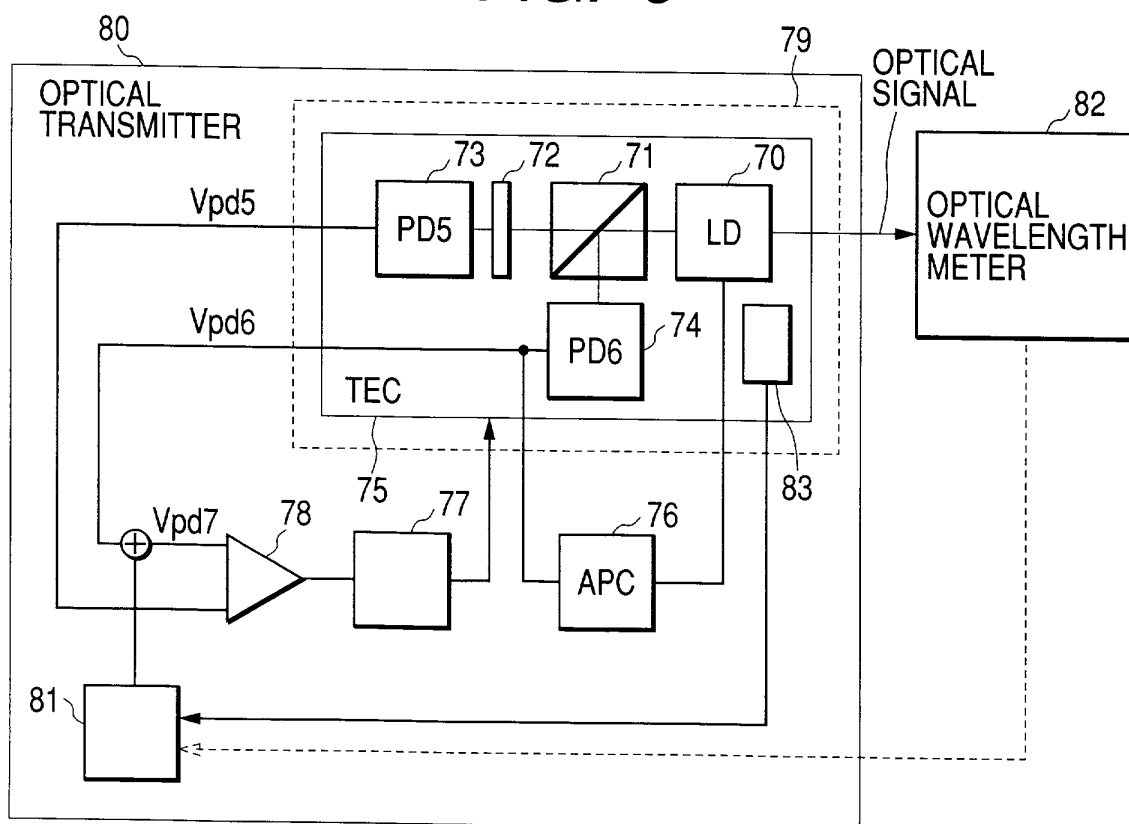 80
OPTICAL
TRANSMITTER
79
OPTICAL
SIGNAL
82
OPTICAL
WAVELENGTH
METER
73
72
71
70
Vpd5
PD5
LD
Vpd6
PD6
74
TEC
75
83
Vpd7
78
77
76
APC
81